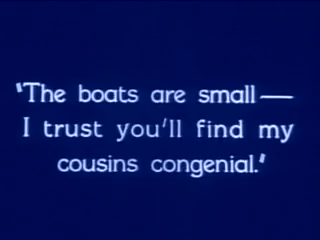 "The boats are small—
I trust you'll find my
cousins congenial."